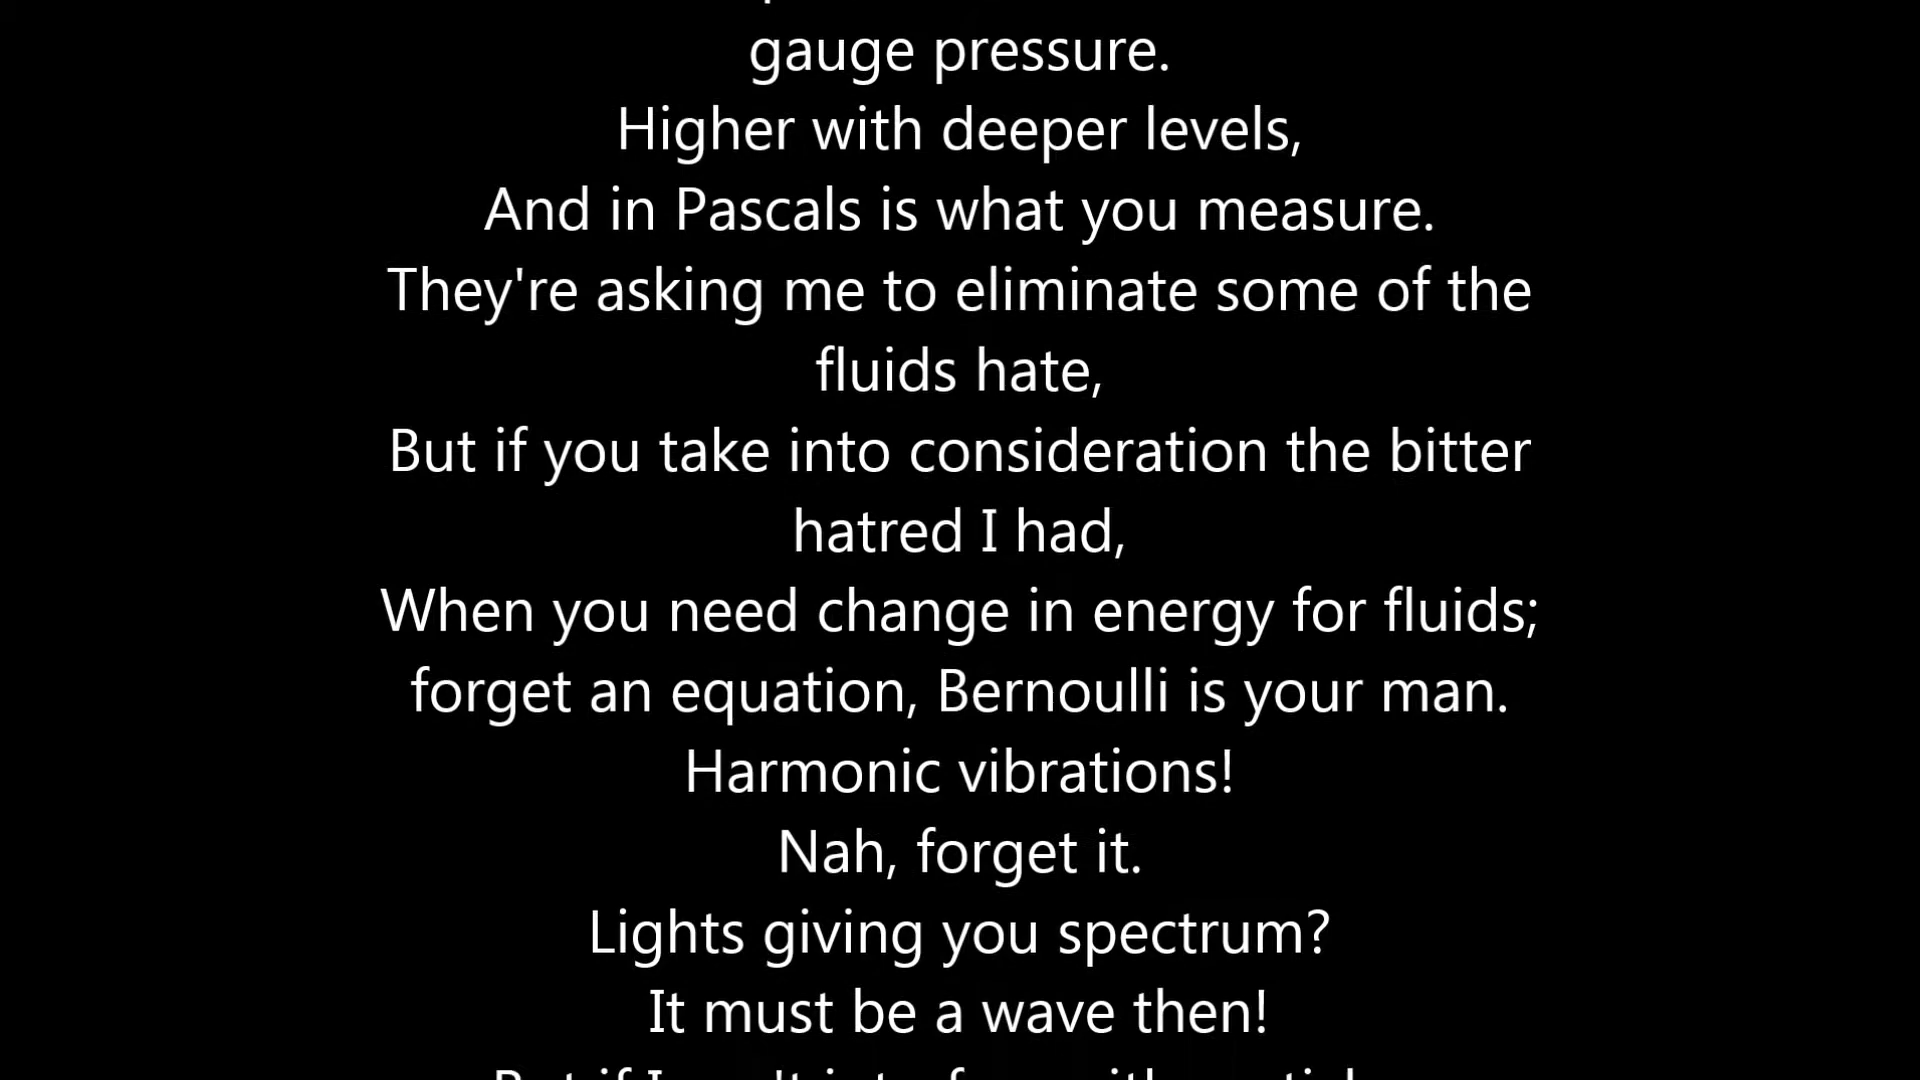 gauge pressure.
Higher with deeper levels,
And in Pascals is what you measure.
They're asking me to eliminate some of the
fluids hate,
But if you take into consideration the bitter
hatred I had,
When you need change in energy for fluids;
forget an equation, Bernoulli is your man.
Harmonic vibrations!
Nah, forget it.
Lights giving you spectrum?
It must be a wave then!
But if I